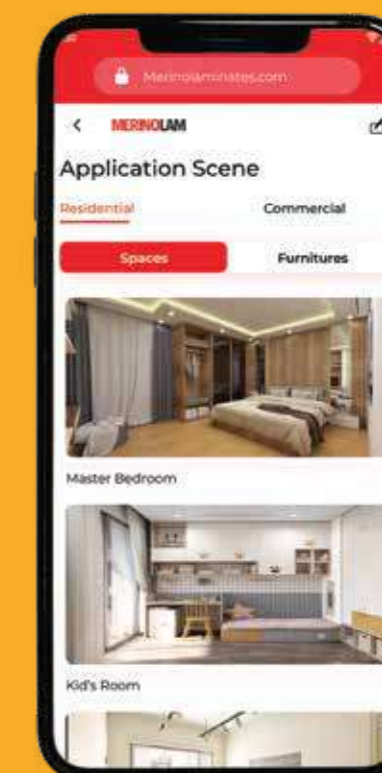 Merinolaminates.com
MERINOLAM
Application Scene
Residential Commercial
Spaces Furnitures
Master Bedroom
Kid's Room